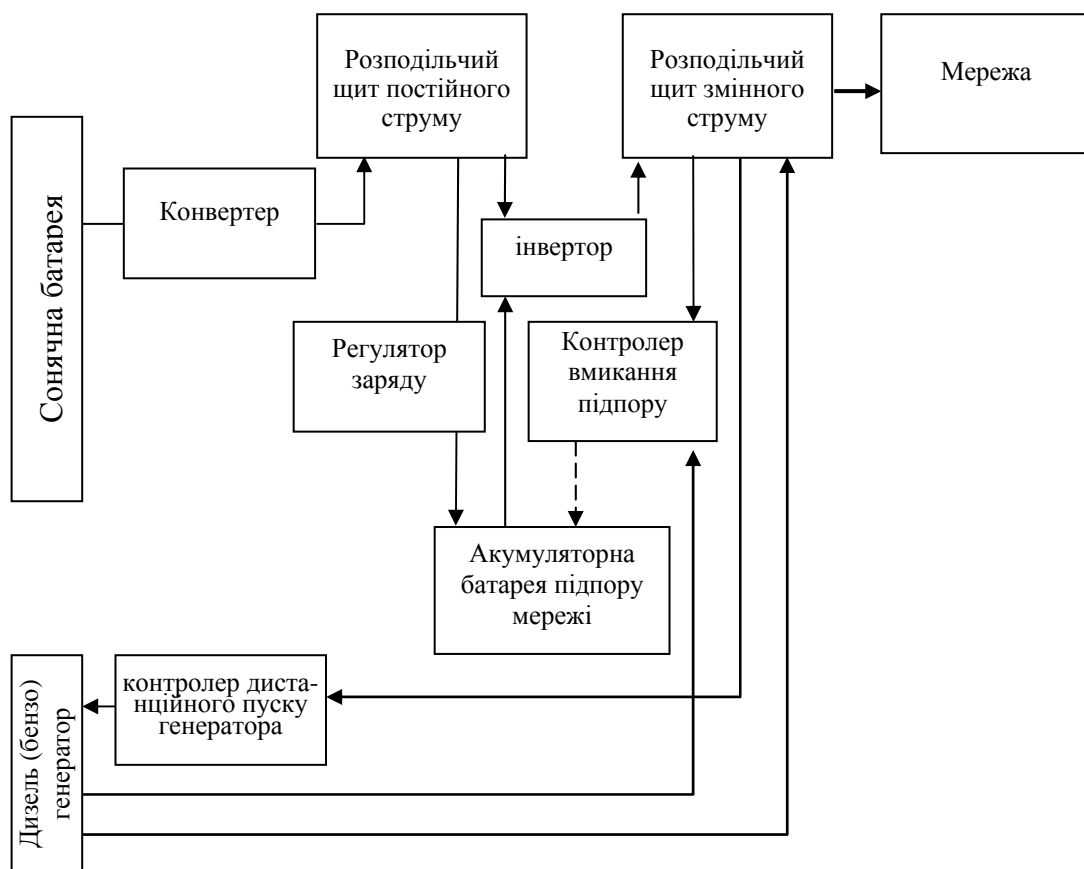 Розподільчий
щит постійного
струму
Розподільчий
щит змінного
струму
Мережа
Сонячна батарея
Конвертер
інвертор
Регулятор
заряду
Контролер
вмикання
підпору
Акумуляторна
батарея підпору
мережі
Дизель (бензо)
генератор
контролер диста-
нційного пуску
генератора